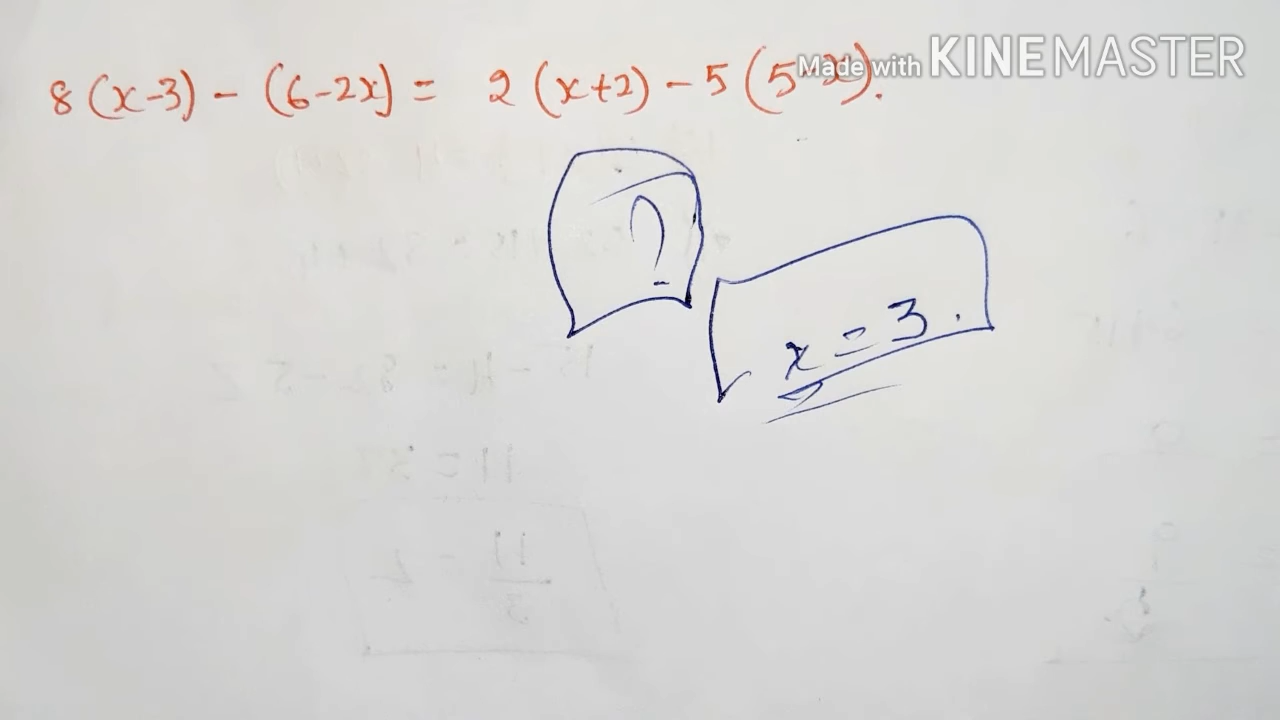 Made with KINEMASTER
8 (x-3) - (6-2x) = 2 (x+2) - 5 (5-x).
?
x = 3.